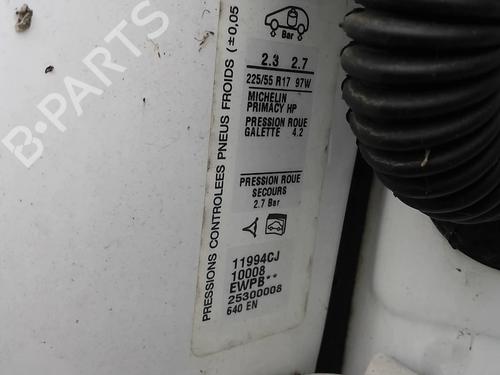 B-PARTS
PRESSIONS CONTROLEES PNEUS FROIDS (±0,05
Bar
2.3 2.7
225/55 R17 97W
MICHELIN
PRIMACY HP
PRESSION ROUE
GALETTE 4.2
PRESSION ROUE
SECOURS
2.7 Bar
11994CJ
10008
EWPB**
25300008
640 EN